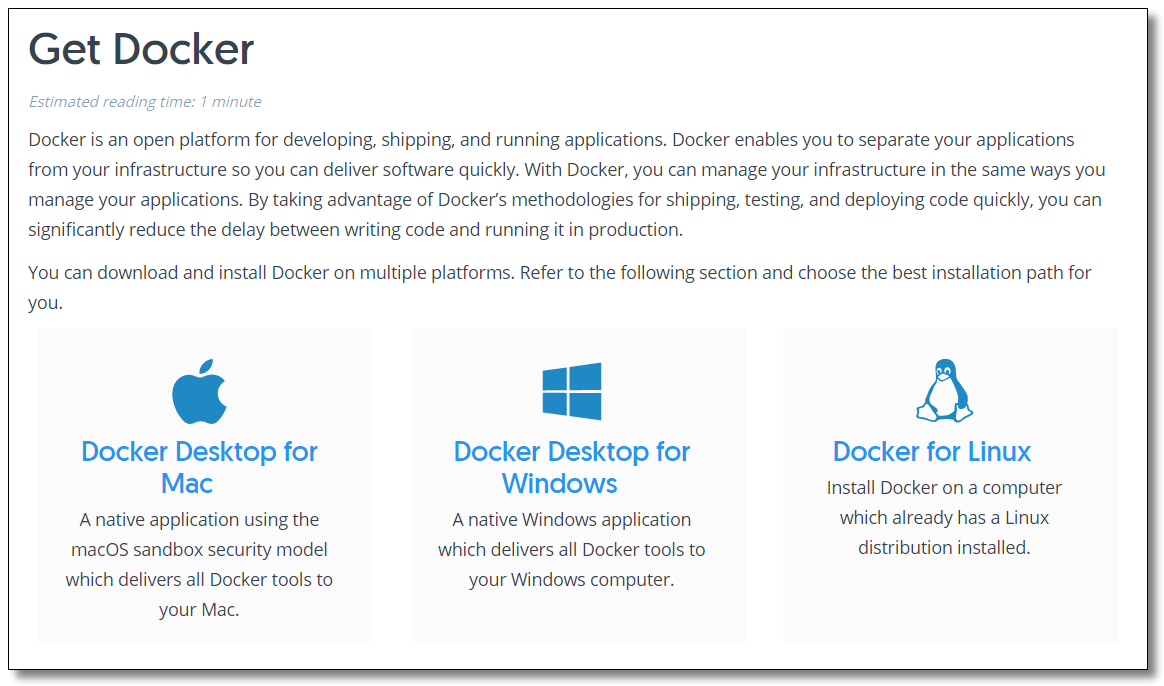 Get Docker
Estimated reading time: 1 minute
Docker is an open platform for developing, shipping, and running applications. Docker enables you to separate your applications
from your infrastructure so you can deliver software quickly. With Docker, you can manage your infrastructure in the same ways you
manage your applications. By taking advantage of Docker’s methodologies for shipping, testing, and deploying code quickly, you can
significantly reduce the delay between writing code and running it in production.
You can download and install Docker on multiple platforms. Refer to the following section and choose the best installation path for
you.
Docker Desktop for
Mac
A native application using the
macOS sandbox security model
which delivers all Docker tools to
your Mac.
Docker Desktop for
Windows
A native Windows application
which delivers all Docker tools to
your Windows computer.
Docker for Linux
Install Docker on a computer
which already has a Linux
distribution installed.